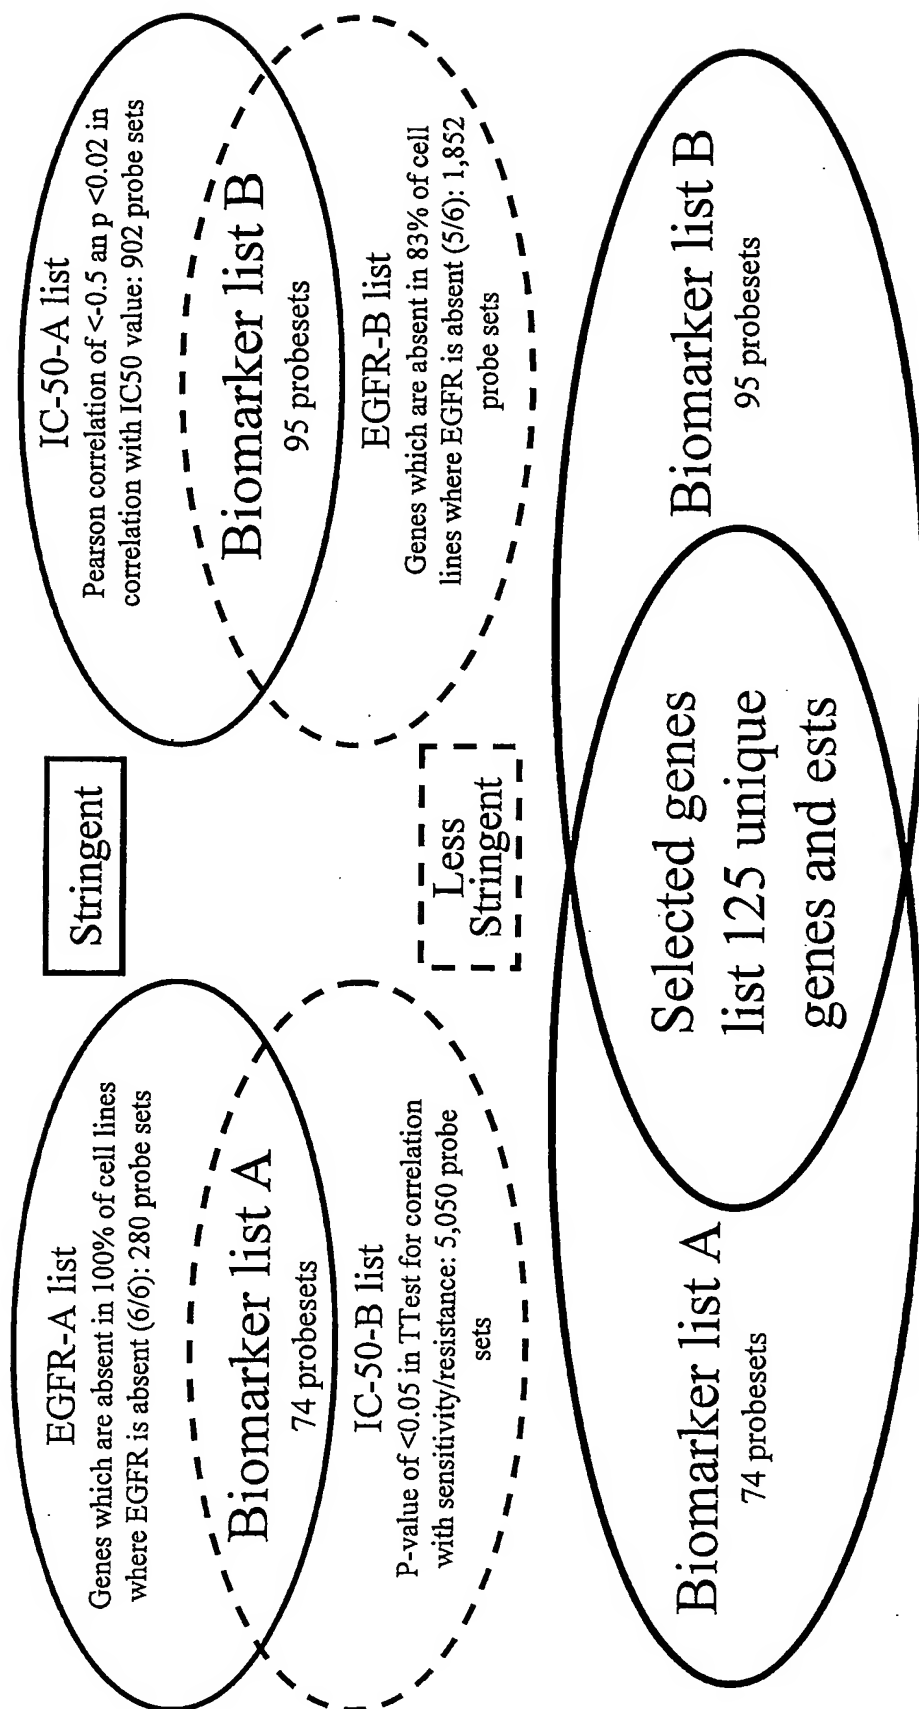 EGFR-A list
Genes which are absent in 100% of cell lines
where EGFR is absent (6/6): 280 probe sets
Biomarker list A
74 probesets
IC-50-B list
P-value of <0.05 in TTest for correlation
with sensitivity/resistance: 5,050 probe
sets
Stringent
Less
Stringent
IC-50-A list
Pearson correlation of <-0.5 an p <0.02 in
correlation with IC50 value: 902 probe sets
Biomarker list B
95 probesets
EGFR-B list
Genes which are absent in 83% of cell
lines where EGFR is absent (5/6): 1,852
probe sets
Biomarker list A
74 probesets
Selected genes
list 125 unique
genes and ests
Biomarker list B
95 probesets